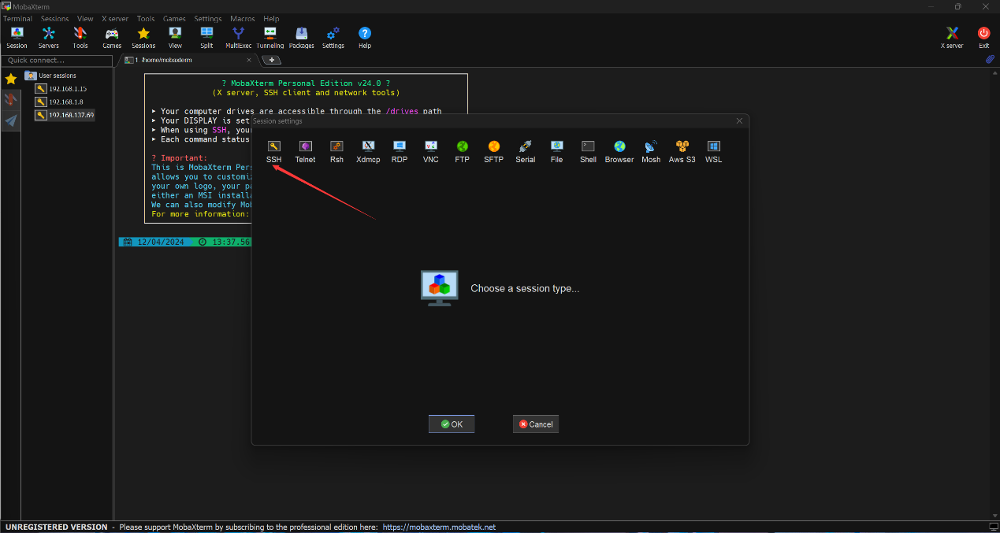 MobaXterm
Terminal Sessions View X server Tools Games Settings Macros Help
Session Servers Tools Games Sessions View Split MultiExec Tunneling Packages Settings Help X server Exit
Quick connect...
1. /home/mobaxterm
User sessions
192.168.1.15
192.168.1.8
192.168.137.69
? MobaXterm Personal Edition v24.0 ?
(X server, SSH client and network tools)
▸ Your computer drives are accessible through the /drives path
▸ Your DISPLAY is set
▸ When using SSH, you
▸ Each command status
? Important:
This is MobaXterm Pers
allows you to customiz
your own logo, your pa
either an MSI installa
We can also modify Mob
For more information:
12/04/2024 13:37.56
Session settings
SSH Telnet Rsh Xdmcp RDP VNC FTP SFTP Serial File Shell Browser Mosh Aws S3 WSL
Choose a session type...
OK Cancel
UNREGISTERED VERSION - Please support MobaXterm by subscribing to the professional edition here: https://mobaxterm.mobatek.net